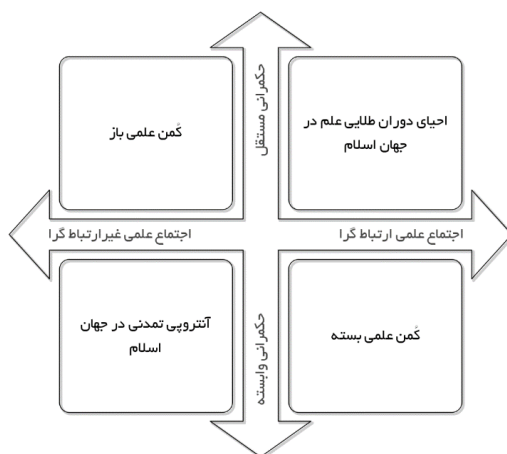 حکمرانی مستقل
احیای دوران طلایی علم در
جهان اسلام
کُمن علمی باز
اجتماع علمی ارتباط گرا
اجتماع علمی غیرارتباط گرا
کُمن علمی بسته
آنتروپی تمدنی در جهان
اسلام
حکمرانی وابسته